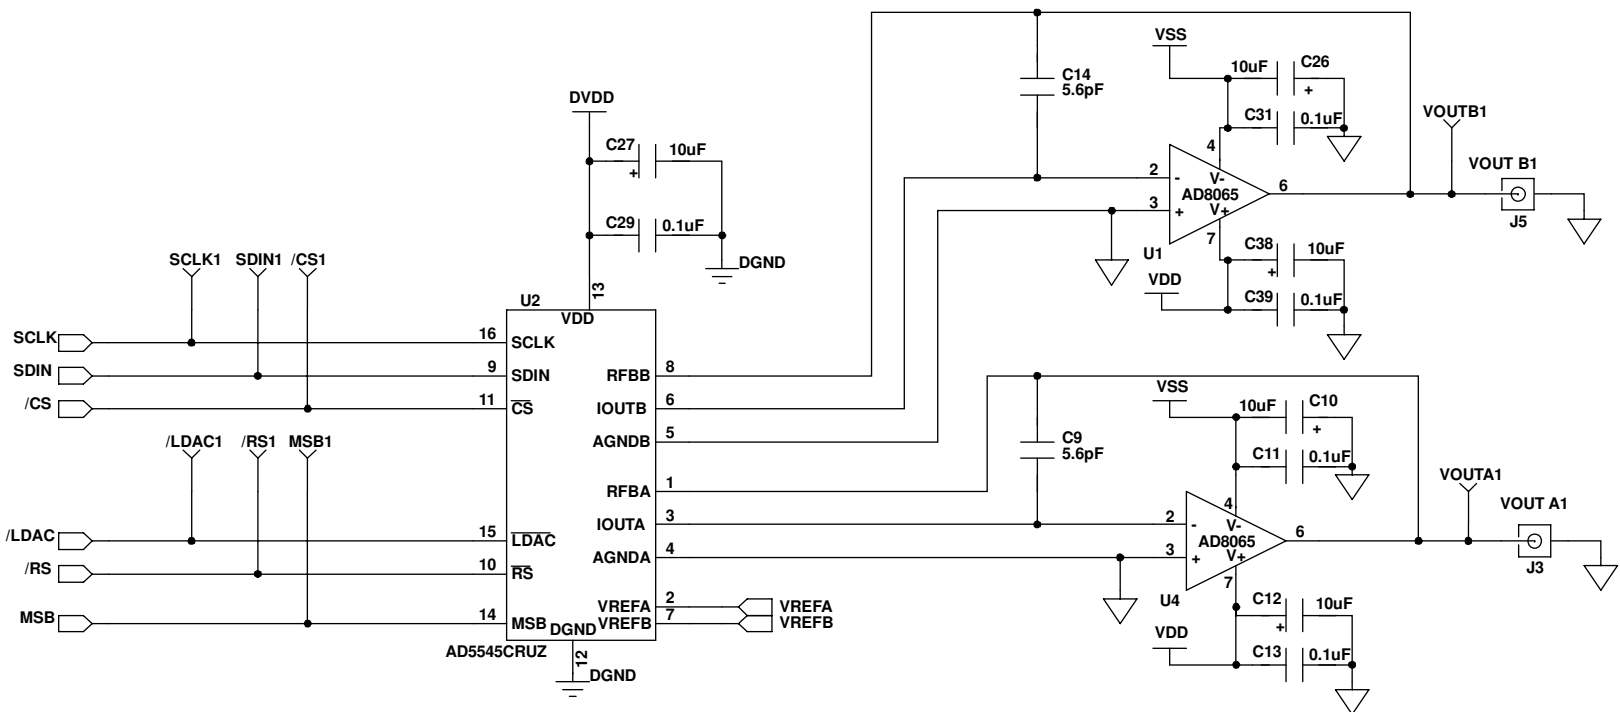 VSS
10uF
C26
+
C14
5.6pF
DVDD
C31
0.1uF
VOUTB1
C27
10uF
+
4
VOUT B1
2
-
V-
AD8065
6
3
+
V+
J5
C29
0.1uF
7
C38
10uF
U1
+
SCLK1
SDIN1
/CS1
DGND
VDD
C39
0.1uF
13
U2
VDD
SCLK
16
SCLK
SDIN
9
SDIN
RFBB
8
VSS
/CS
11
CS
IOUTB
6
10uF
C10
+
/LDAC1
/RS1
MSB1
AGNDB
5
C9
5.6pF
C11
0.1uF
VOUTA1
RFBA
1
4
VOUT A1
IOUTA
3
2
-
V-
/LDAC
15
LDAC
AD8065
6
AGNDA
4
3
+
V+
J3
/RS
10
RS
7
U4
C12
10uF
VREFA
2
VREFA
MSB
14
MSB
VREFB
7
VREFB
+
DGND
VDD
AD5545CRUZ
12
C13
0.1uF
DGND